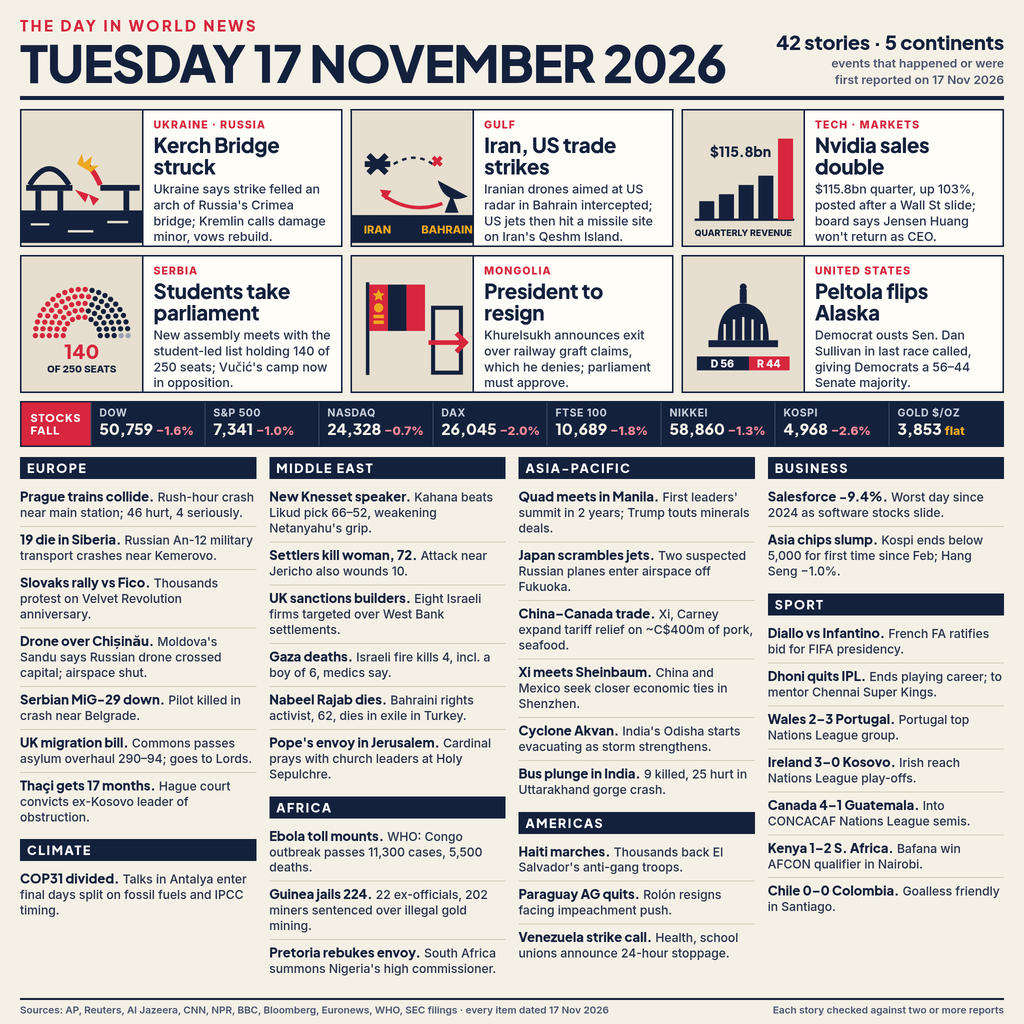 THE DAY IN WORLD NEWS
TUESDAY 17 NOVEMBER 2026
42 stories · 5 continents
events that happened or were
first reported on 17 Nov 2026
UKRAINE · RUSSIA
Kerch Bridge
struck
Ukraine says strike felled an
arch of Russia's Crimea
bridge; Kremlin calls damage
minor, vows rebuild.
IRAN
BAHRAIN
GULF
Iran, US trade
strikes
Iranian drones aimed at US
radar in Bahrain intercepted;
US jets then hit a missile site
on Iran's Qeshm Island.
$115.8bn
QUARTERLY REVENUE
TECH · MARKETS
Nvidia sales
double
$115.8bn quarter, up 103%,
posted after a Wall St slide;
board says Jensen Huang
won't return as CEO.
140
OF 250 SEATS
SERBIA
Students take
parliament
New assembly meets with the
student-led list holding 140 of
250 seats; Vučić's camp now
in opposition.
MONGOLIA
President to
resign
Khurelsukh announces exit
over railway graft claims,
which he denies; parliament
must approve.
D 56
R 44
UNITED STATES
Peltola flips
Alaska
Democrat ousts Sen. Dan
Sullivan in last race called,
giving Democrats a 56–44
Senate majority.
STOCKS
FALL
DOW
50,759 −1.6%
S&P 500
7,341 −1.0%
NASDAQ
24,328 −0.7%
DAX
26,045 −2.0%
FTSE 100
10,689 −1.8%
NIKKEI
58,860 −1.3%
KOSPI
4,968 −2.6%
GOLD $/OZ
3,853 flat
EUROPE
Prague trains collide. Rush-hour crash
near main station; 46 hurt, 4 seriously.
19 die in Siberia. Russian An-12 military
transport crashes near Kemerovo.
Slovaks rally vs Fico. Thousands
protest on Velvet Revolution
anniversary.
Drone over Chișinău. Moldova's
Sandu says Russian drone crossed
capital; airspace shut.
Serbian MiG-29 down. Pilot killed in
crash near Belgrade.
UK migration bill. Commons passes
asylum overhaul 290–94; goes to Lords.
Thaçi gets 17 months. Hague court
convicts ex-Kosovo leader of
obstruction.
CLIMATE
COP31 divided. Talks in Antalya enter
final days split on fossil fuels and IPCC
timing.
MIDDLE EAST
New Knesset speaker. Kahana beats
Likud pick 66–52, weakening
Netanyahu's grip.
Settlers kill woman, 72. Attack near
Jericho also wounds 10.
UK sanctions builders. Eight Israeli
firms targeted over West Bank
settlements.
Gaza deaths. Israeli fire kills 4, incl. a
boy of 6, medics say.
Nabeel Rajab dies. Bahraini rights
activist, 62, dies in exile in Turkey.
Pope's envoy in Jerusalem. Cardinal
prays with church leaders at Holy
Sepulchre.
AFRICA
Ebola toll mounts. WHO: Congo
outbreak passes 11,300 cases, 5,500
deaths.
Guinea jails 224. 22 ex-officials, 202
miners sentenced over illegal gold
mining.
Pretoria rebukes envoy. South Africa
summons Nigeria's high commissioner.
ASIA-PACIFIC
Quad meets in Manila. First leaders'
summit in 2 years; Trump touts minerals
deals.
Japan scrambles jets. Two suspected
Russian planes enter airspace off
Fukuoka.
China–Canada trade. Xi, Carney
expand tariff relief on ~C$400m of pork,
seafood.
Xi meets Sheinbaum. China and
Mexico seek closer economic ties in
Shenzhen.
Cyclone Akvan. India's Odisha starts
evacuating as storm strengthens.
Bus plunge in India. 9 killed, 25 hurt in
Uttarakhand gorge crash.
AMERICAS
Haiti marches. Thousands back El
Salvador's anti-gang troops.
Paraguay AG quits. Rolón resigns
facing impeachment push.
Venezuela strike call. Health, school
unions announce 24-hour stoppage.
BUSINESS
Salesforce −9.4%. Worst day since
2024 as software stocks slide.
Asia chips slump. Kospi ends below
5,000 for first time since Feb; Hang
Seng −1.0%.
SPORT
Diallo vs Infantino. French FA ratifies
bid for FIFA presidency.
Dhoni quits IPL. Ends playing career; to
mentor Chennai Super Kings.
Wales 2–3 Portugal. Portugal top
Nations League group.
Ireland 3–0 Kosovo. Irish reach
Nations League play-offs.
Canada 4–1 Guatemala. Into
CONCACAF Nations League semis.
Kenya 1–2 S. Africa. Bafana win
AFCON qualifier in Nairobi.
Chile 0–0 Colombia. Goalless friendly
in Santiago.
Sources: AP, Reuters, Al Jazeera, CNN, NPR, BBC, Bloomberg, Euronews, WHO, SEC filings · every item dated 17 Nov 2026
Each story checked against two or more reports